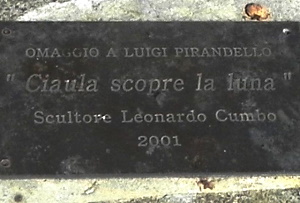 OMAGGIO A LUIGI PIRANDELLO
" Ciaula scopre la luna "
Scultore Leonardo Cumbo
2001